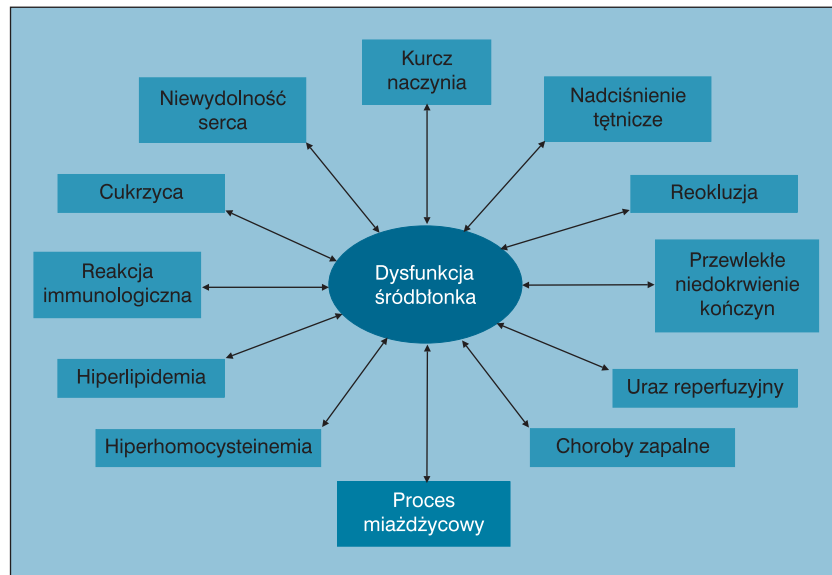 Kurcz
naczynia
Niewydolność
serca
Nadciśnienie
tętnicze
Cukrzyca
Reokluzja
Reakcja
immunologiczna
Dysfunkcja
śródbłonka
Przewlekłe
niedokrwienie
kończyn
Hiperlipidemia
Uraz reperfuzyjny
Hiperhomocysteinemia
Choroby zapalne
Proces
miażdżycowy